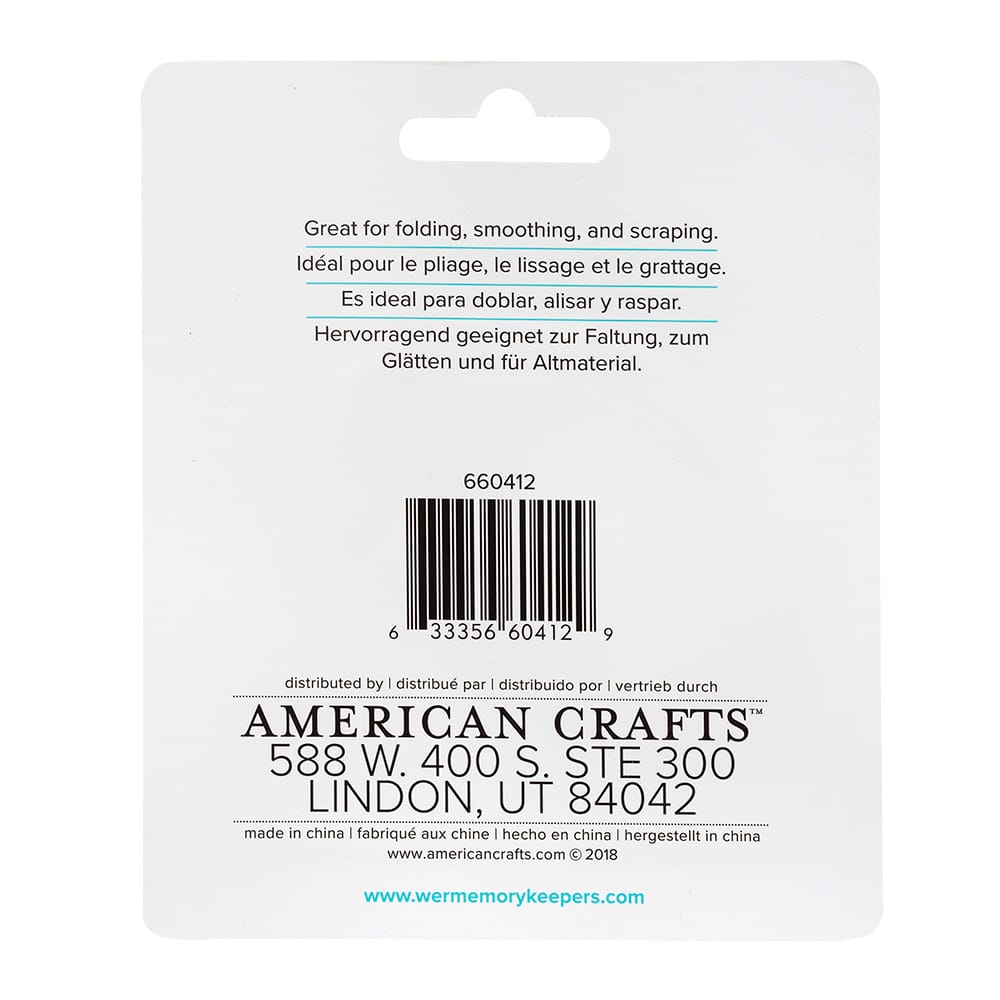 Great for folding, smoothing, and scraping.
Idéal pour le pliage, le lissage et le grattage.
Es ideal para doblar, alisar y raspar.
Hervorragend geeignet zur Faltung, zum
Glätten und für Altmaterial.
660412
6 33356 60412 9
distributed by | distribué par | distribuido por | vertrieb durch
AMERICAN CRAFTS™
588 W. 400 S. STE 300
LINDON, UT 84042
made in china | fabriqué aux chine | hecho en china | hergestellt in china
www.americancrafts.com © 2018
www.wermemorykeepers.com